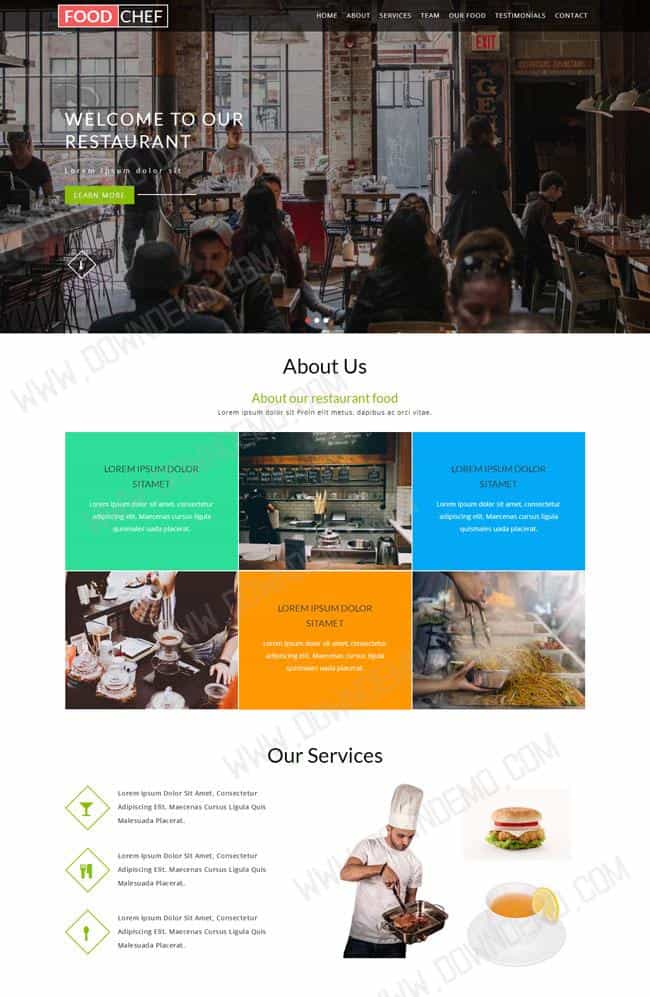 FOOD CHEF
HOME ABOUT SERVICES TEAM OUR FOOD TESTIMONIALS CONTACT
EXIT
WELCOME TO OUR
RESTAURANT
Lorem ipsum dolor sit
LEARN MORE
About Us
About our restaurant food
Lorem ipsum dolor sit Proin elit metus, dapibus ac orci vitae.
LOREM IPSUM DOLOR
SITAMET
Lorem ipsum dolor sit amet, consectetur
adipiscing elit. Maecenas cursus ligula
quismales uada placerat.
LOREM IPSUM DOLOR
SITAMET
Lorem ipsum dolor sit amet, consectetur
adipiscing elit. Maecenas cursus ligula
quismales uada placerat.
LOREM IPSUM DOLOR
SITAMET
Lorem ipsum dolor sit amet, consectetur
adipiscing elit. Maecenas cursus ligula
quismales uada placerat.
Our Services
Lorem Ipsum Dolor Sit Amet, Consectetur
Adipiscing Elit. Maecenas Cursus Ligula Quis
Malesuada Placerat.
Lorem Ipsum Dolor Sit Amet, Consectetur
Adipiscing Elit. Maecenas Cursus Ligula Quis
Malesuada Placerat.
Lorem Ipsum Dolor Sit Amet, Consectetur
Adipiscing Elit. Maecenas Cursus Ligula Quis
Malesuada Placerat.
WWW.DOWNDEMO.COM